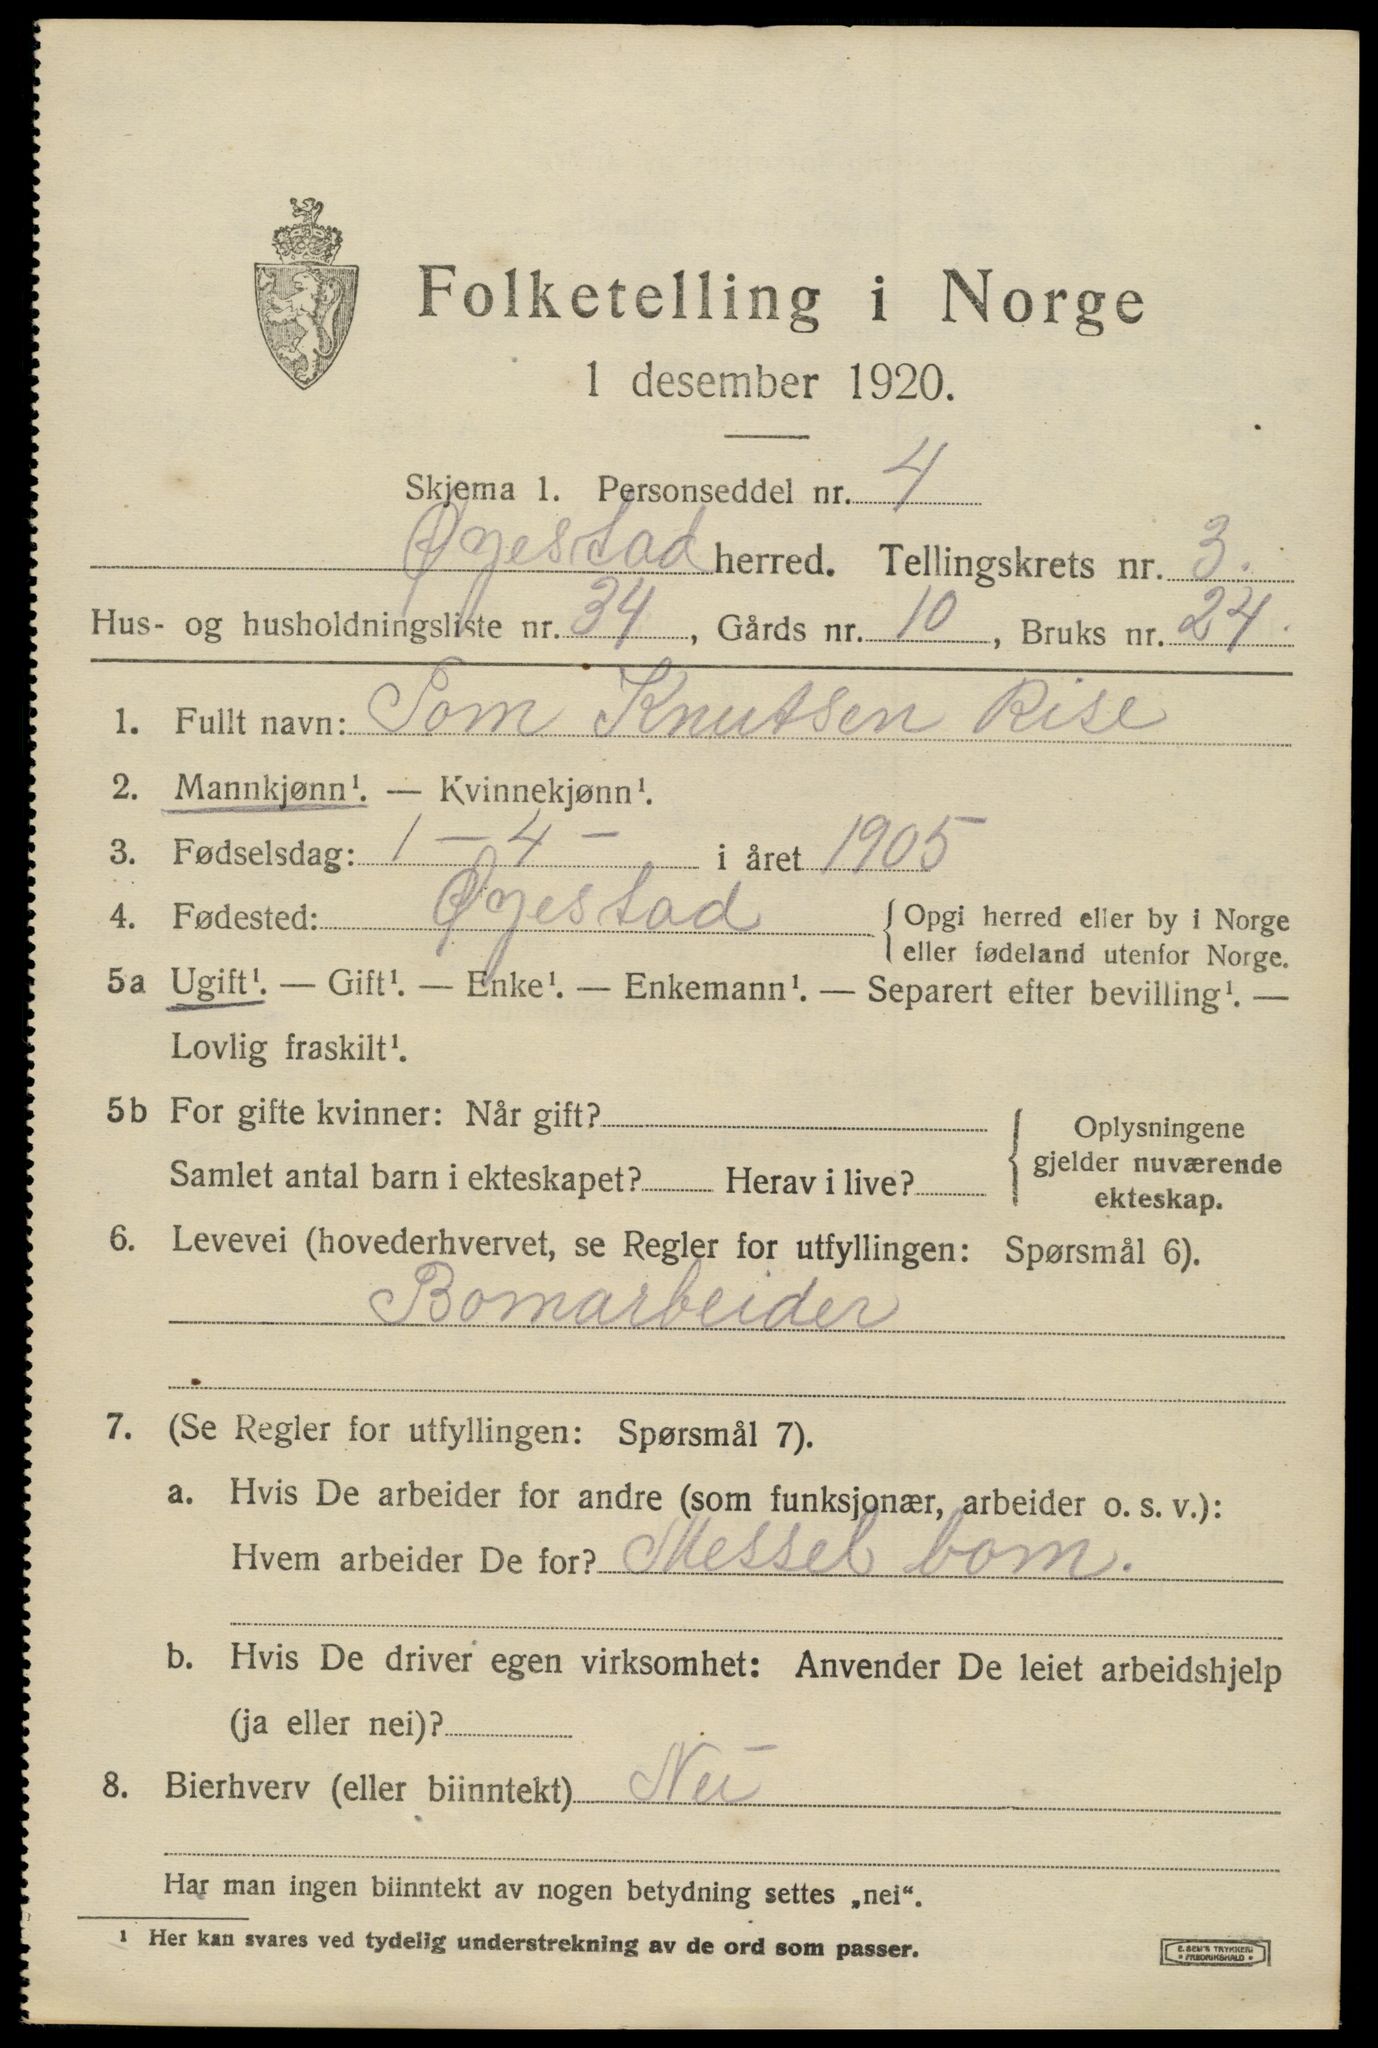 Folketelling i Norge
1 desember 1920.
Skjema 1. Personseddel nr. 4
Øyestad herred. Tellingskrets nr. 3.
Hus- og husholdningsliste nr. 34, Gårds nr. 10, Bruks nr. 24.
1. Fullt navn: Tom Knutsen Rise
2. Mannkjønn¹. — Kvinnekjønn¹.
3. Fødselsdag: 1 – 4 – i året 1905
4. Fødested: Øyestad { Opgi herred eller by i Norge
eller fødeland utenfor Norge.
5a Ugift¹. — Gift¹. — Enke¹. — Enkemann¹. — Separert efter bevilling¹. —
Lovlig fraskilt¹.
5b For gifte kvinner: Når gift?
Samlet antal barn i ekteskapet? Herav i live?
Oplysningene
gjelder nuværende
ekteskap.
6. Levevei (hovederhvervet, se Regler for utfyllingen: Spørsmål 6).
Bomarbeider
7. (Se Regler for utfyllingen: Spørsmål 7).
a. Hvis De arbeider for andre (som funksjonær, arbeider o. s. v.):
Hvem arbeider De for? Messel bom.
b. Hvis De driver egen virksomhet: Anvender De leiet arbeidshjelp
(ja eller nei)?
8. Bierhverv (eller biinntekt) Nei
Har man ingen biinntekt av nogen betydning settes „nei“.
¹ Her kan svares ved tydelig understrekning av de ord som passer.
E. SEM'S TRYKKERI
* FREDRIKSHALD *